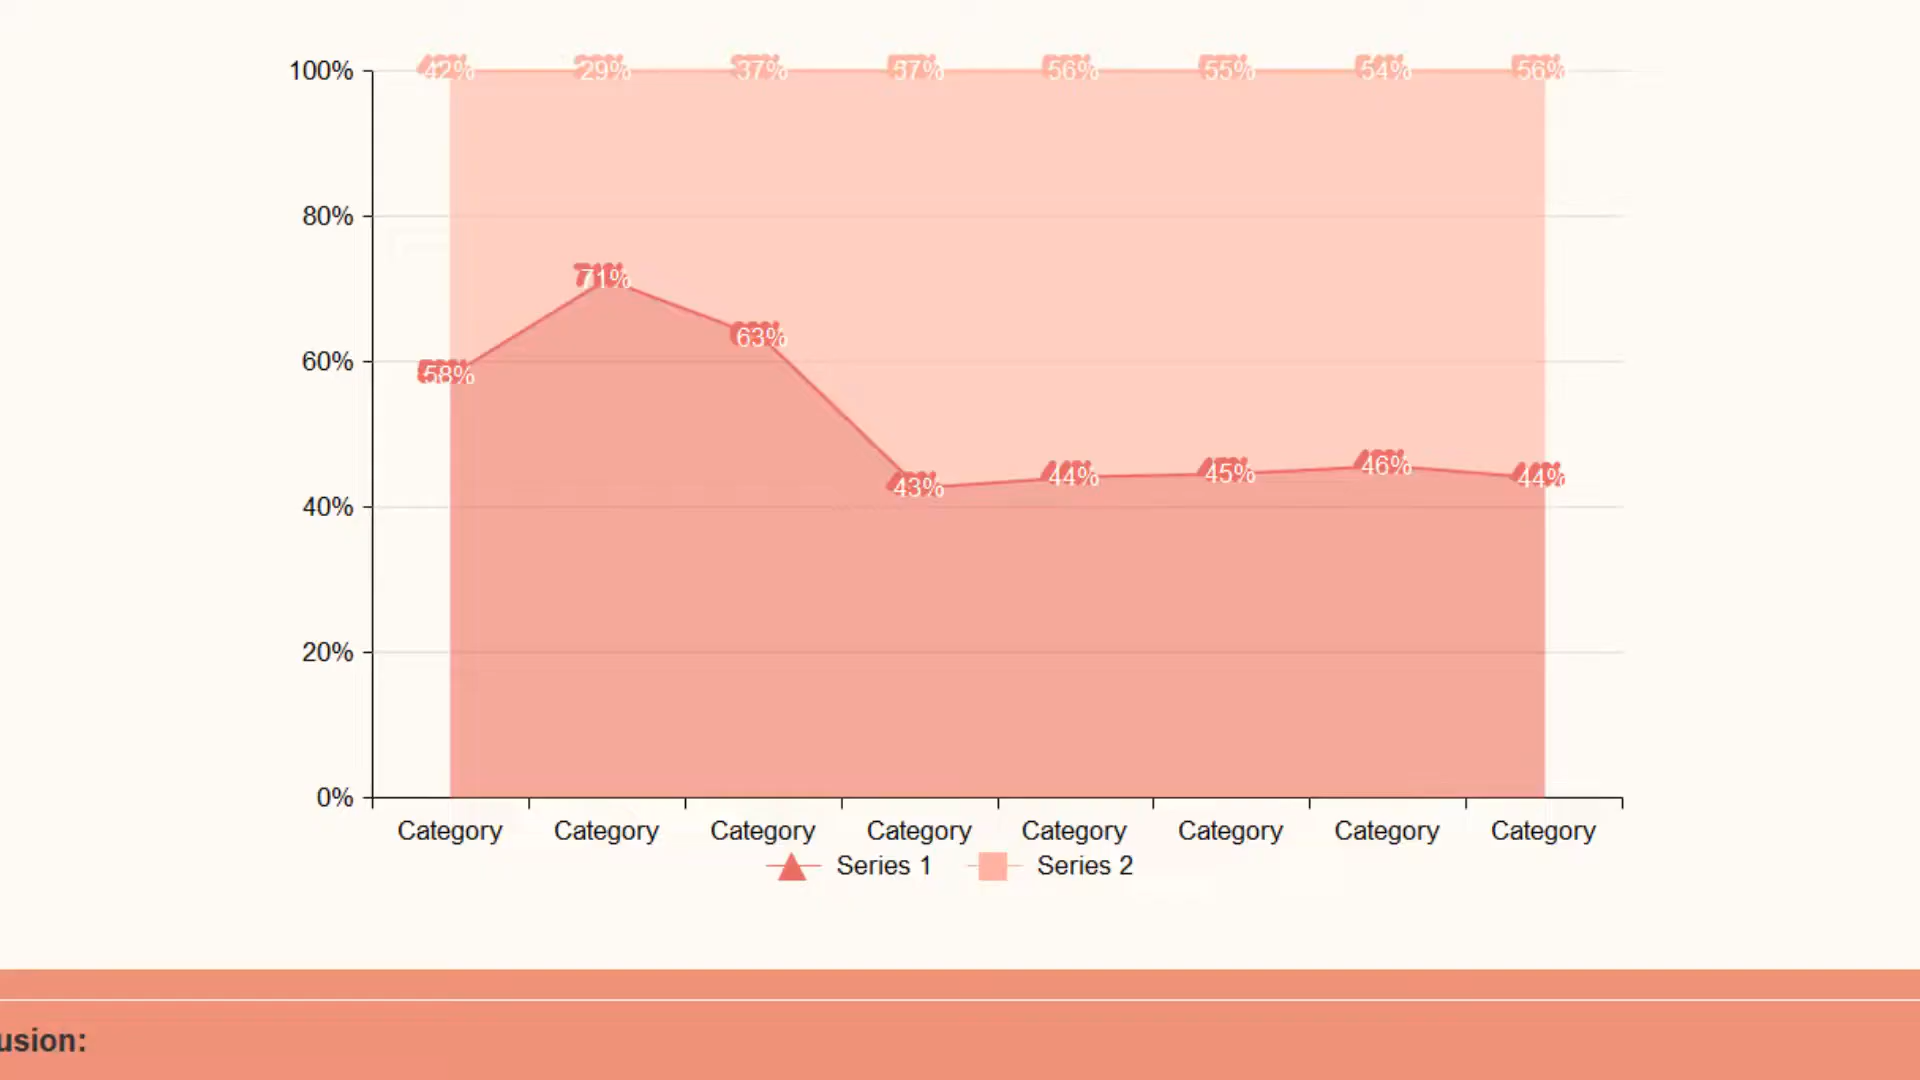 100% 42% 29% 37% 57% 56% 55% 54% 56%
80%
71%
63%
60% 58%
43% 44% 45% 46% 44%
40%
20%
0%
Category Category Category Category Category Category Category Category
Series 1 Series 2
usion: